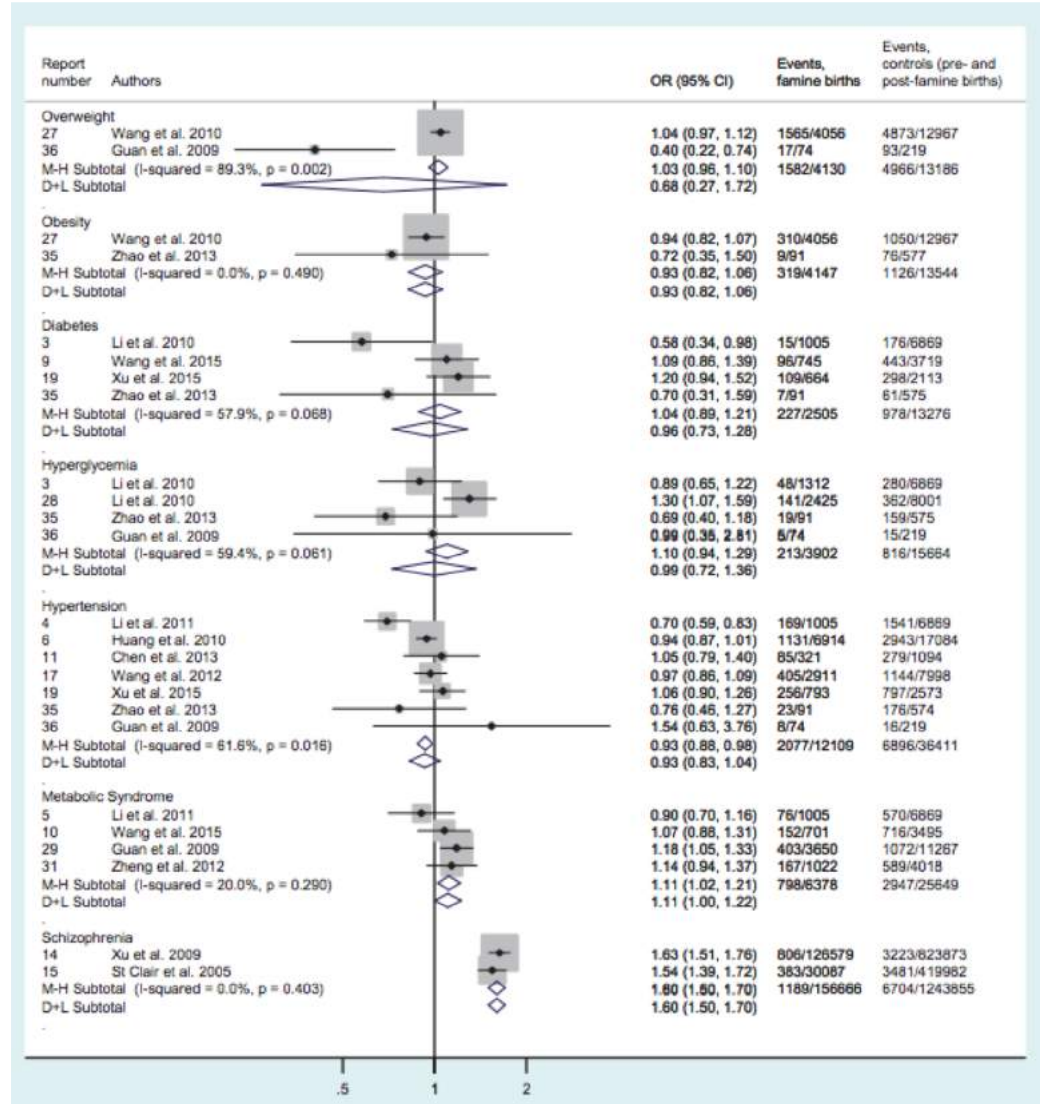 Report number Authors OR (95% CI) Events, famine births Events, controls (pre- and post-famine births)
Overweight
27 Wang et al. 2010 1.04 (0.97, 1.12) 1565/4056 4873/12967
36 Guan et al. 2009 0.40 (0.22, 0.74) 17/74 93/219
M-H Subtotal (I-squared = 89.3%, p = 0.002) 1.03 (0.96, 1.10) 1582/4130 4966/13186
D+L Subtotal 0.68 (0.27, 1.72)
.
Obesity
27 Wang et al. 2010 0.94 (0.82, 1.07) 310/4056 1050/12967
35 Zhao et al. 2013 0.72 (0.35, 1.50) 9/91 76/577
M-H Subtotal (I-squared = 0.0%, p = 0.490) 0.93 (0.82, 1.06) 319/4147 1126/13544
D+L Subtotal 0.93 (0.82, 1.06)
.
Diabetes
3 Li et al. 2010 0.58 (0.34, 0.98) 15/1005 176/6869
9 Wang et al. 2015 1.09 (0.86, 1.39) 96/745 443/3719
19 Xu et al. 2015 1.20 (0.94, 1.52) 109/664 298/2113
35 Zhao et al. 2013 0.70 (0.31, 1.59) 7/91 61/575
M-H Subtotal (I-squared = 57.9%, p = 0.068) 1.04 (0.89, 1.21) 227/2505 978/13276
D+L Subtotal 0.96 (0.73, 1.28)
.
Hyperglycemia
3 Li et al. 2010 0.89 (0.65, 1.22) 48/1312 280/6869
28 Li et al. 2010 1.30 (1.07, 1.59) 141/2425 362/8001
35 Zhao et al. 2013 0.69 (0.40, 1.18) 19/91 159/575
36 Guan et al. 2009 0.99 (0.35, 2.81) 5/74 15/219
M-H Subtotal (I-squared = 59.4%, p = 0.061) 1.10 (0.94, 1.29) 213/3902 816/15664
D+L Subtotal 0.99 (0.72, 1.36)
.
Hypertension
4 Li et al. 2011 0.70 (0.59, 0.83) 169/1005 1541/6869
6 Huang et al. 2010 0.94 (0.87, 1.01) 1131/6914 2943/17084
11 Chen et al. 2013 1.05 (0.79, 1.40) 85/321 279/1094
17 Wang et al. 2012 0.97 (0.86, 1.09) 405/2911 1144/7998
19 Xu et al. 2015 1.06 (0.90, 1.26) 256/793 797/2573
35 Zhao et al. 2013 0.76 (0.46, 1.27) 23/91 176/574
36 Guan et al. 2009 1.54 (0.63, 3.76) 8/74 16/219
M-H Subtotal (I-squared = 61.6%, p = 0.016) 0.93 (0.88, 0.98) 2077/12109 6896/36411
D+L Subtotal 0.93 (0.83, 1.04)
.
Metabolic Syndrome
5 Li et al. 2011 0.90 (0.70, 1.16) 76/1005 570/6869
10 Wang et al. 2015 1.07 (0.88, 1.31) 152/701 716/3495
29 Guan et al. 2009 1.18 (1.05, 1.33) 403/3650 1072/11267
31 Zheng et al. 2012 1.14 (0.94, 1.37) 167/1022 589/4018
M-H Subtotal (I-squared = 20.0%, p = 0.290) 1.11 (1.02, 1.21) 798/6378 2947/25649
D+L Subtotal 1.11 (1.00, 1.22)
.
Schizophrenia
14 Xu et al. 2009 1.63 (1.51, 1.76) 806/126579 3223/823873
15 St Clair et al. 2005 1.54 (1.39, 1.72) 383/30087 3481/419982
M-H Subtotal (I-squared = 0.0%, p = 0.403) 1.60 (1.50, 1.70) 1189/156666 6704/1243855
D+L Subtotal 1.60 (1.50, 1.70)
.
.5 1 2